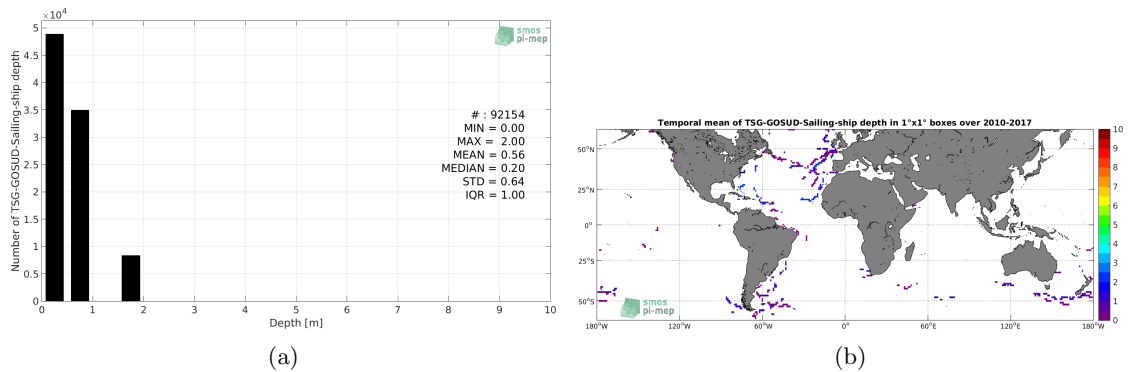 ×10⁴
5
4.5
4
3.5
3
2.5
2
1.5
1
0.5
0
Number of TSG-GOSUD-Sailing-ship depth
smos
pi-mep
# : 92154
MIN = 0.00
MAX = 2.00
MEAN = 0.56
MEDIAN = 0.20
STD = 0.64
IQR = 1.00
0 1 2 3 4 5 6 7 8 9 10
Depth [m]
(a)
Temporal mean of TSG-GOSUD-Sailing-ship depth in 1°x1° boxes over 2010-2017
50°N
25°N
0°
25°S
50°S
smos
pi-mep
180°W 120°W 60°W 0° 60°E 120°E 180°W
10
9
8
7
6
5
4
3
2
1
0
(b)